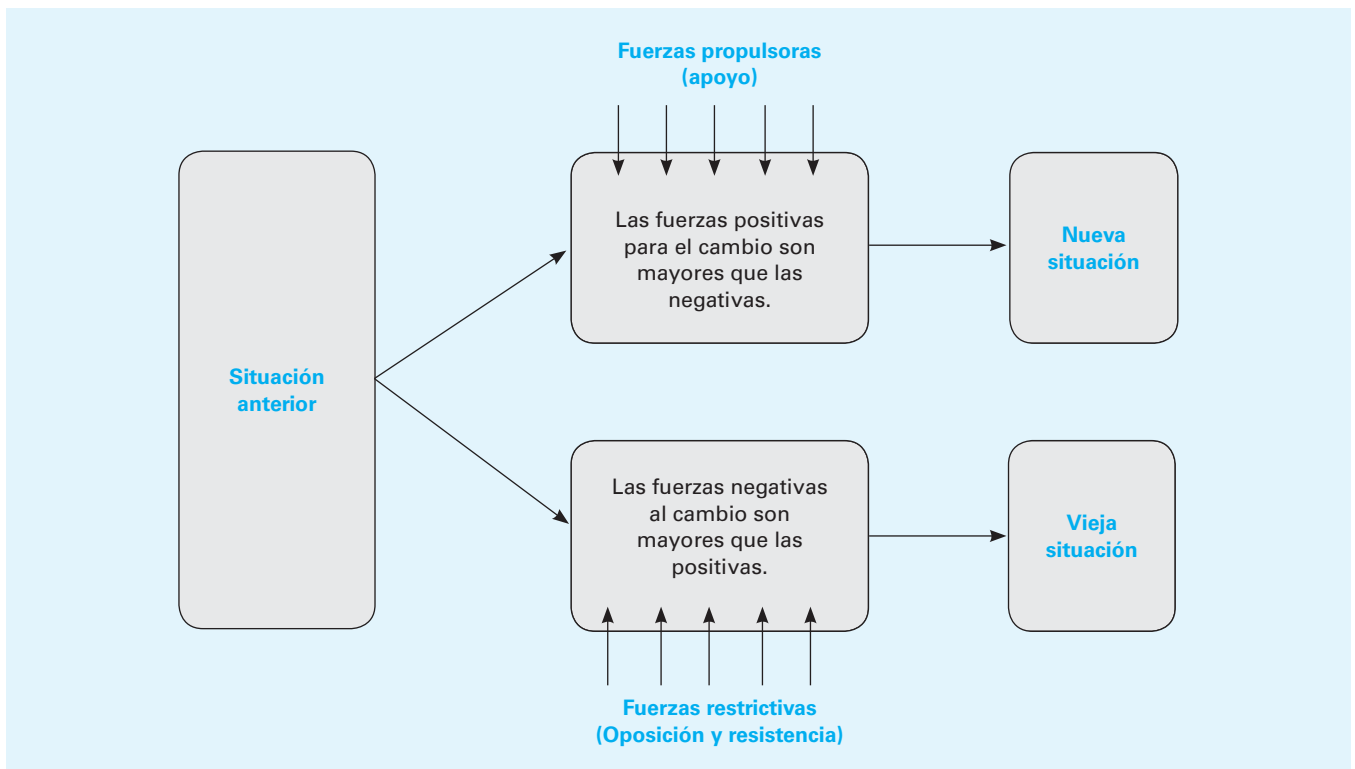 Fuerzas propulsoras
(apoyo)
Situación
anterior
Las fuerzas positivas
para el cambio son
mayores que las
negativas.
Nueva
situación
Las fuerzas negativas
al cambio son
mayores que las
positivas.
Vieja
situación
Fuerzas restrictivas
(Oposición y resistencia)